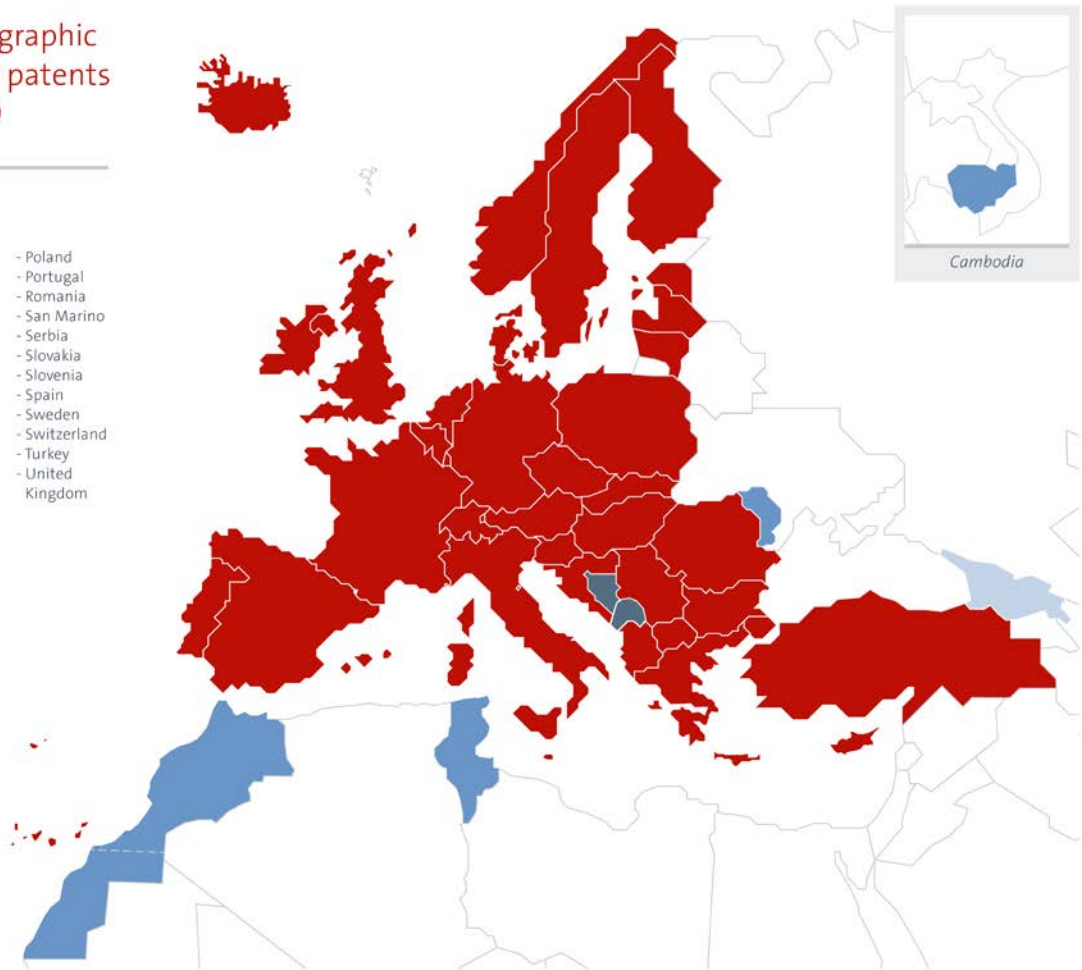 graphic
patents
)
- Poland
- Portugal
- Romania
- San Marino
- Serbia
- Slovakia
- Slovenia
- Spain
- Sweden
- Switzerland
- Turkey
- United
Kingdom
Cambodia